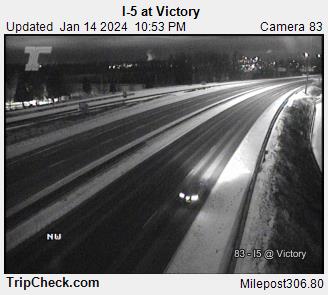 I-5 at Victory
Updated Jan 14 2024 10:53 PM Camera 83
T
NW
83 - I5 @ Victory
TripCheck.com Milepost306.80